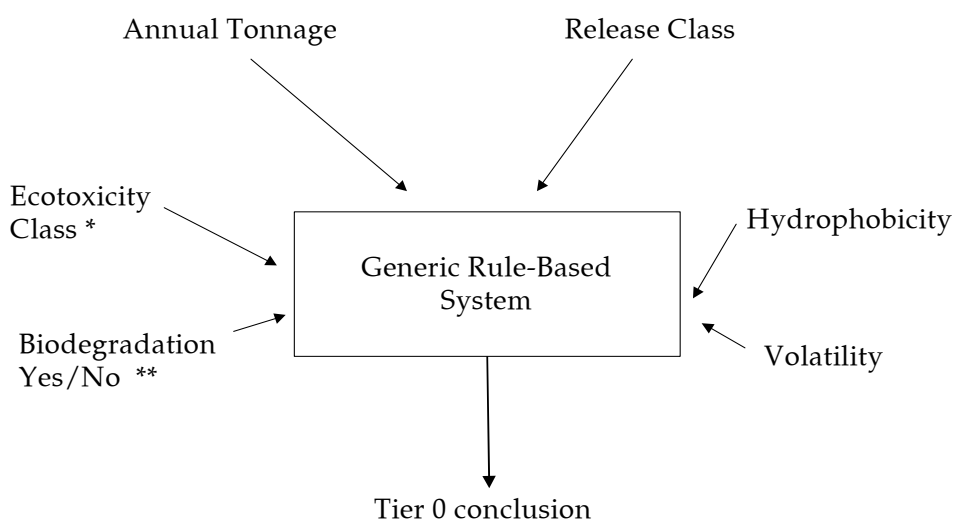 Annual Tonnage
Release Class
Ecotoxicity
Class *
Hydrophobicity
Generic Rule-Based
System
Biodegradation
Yes/No **
Volatility
Tier 0 conclusion